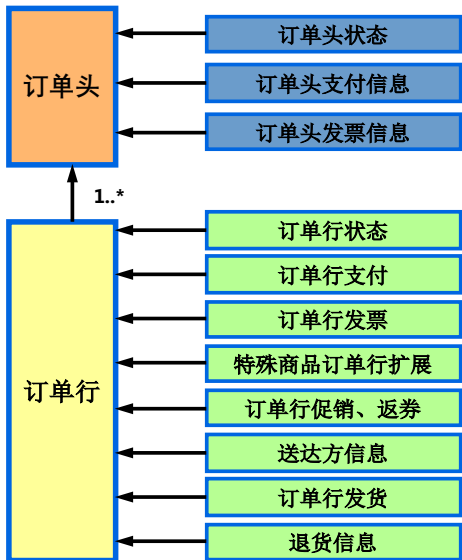 订单头
订单头状态
订单头支付信息
订单头发票信息
1..*
订单行
订单行状态
订单行支付
订单行发票
特殊商品订单行扩展
订单行促销、返券
送达方信息
订单行发货
退货信息